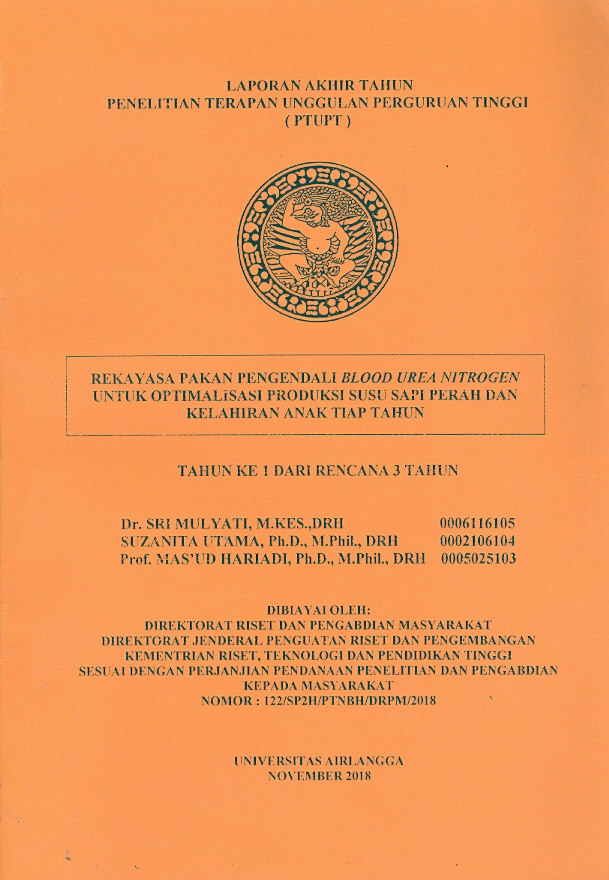 LAPORAN AKHIR TAHUN
PENELITIAN TERAPAN UNGGULAN PERGURUAN TINGGI
( PTUPT )
REKAYASA PAKAN PENGENDALI BLOOD UREA NITROGEN
UNTUK OPTIMALISASI PRODUKSI SUSU SAPI PERAH DAN
KELAHIRAN ANAK TIAP TAHUN
TAHUN KE 1 DARI RENCANA 3 TAHUN
Dr. SRI MULYATI, M.KES.,DRH 0006116105
SUZANITA UTAMA, Ph.D., M.Phil., DRH 0002106104
Prof. MAS'UD HARIADI, Ph.D., M.Phil., DRH 0005025103
DIBIAYAI OLEH:
DIREKTORAT RISET DAN PENGABDIAN MASYARAKAT
DIREKTORAT JENDERAL PENGUATAN RISET DAN PENGEMBANGAN
KEMENTRIAN RISET, TEKNOLOGI DAN PENDIDIKAN TINGGI
SESUAI DENGAN PERJANJIAN PENDANAAN PENELITIAN DAN PENGABDIAN
KEPADA MASYARAKAT
NOMOR : 122/SP2H/PTNBH/DRPM/2018
UNIVERSITAS AIRLANGGA
NOVEMBER 2018